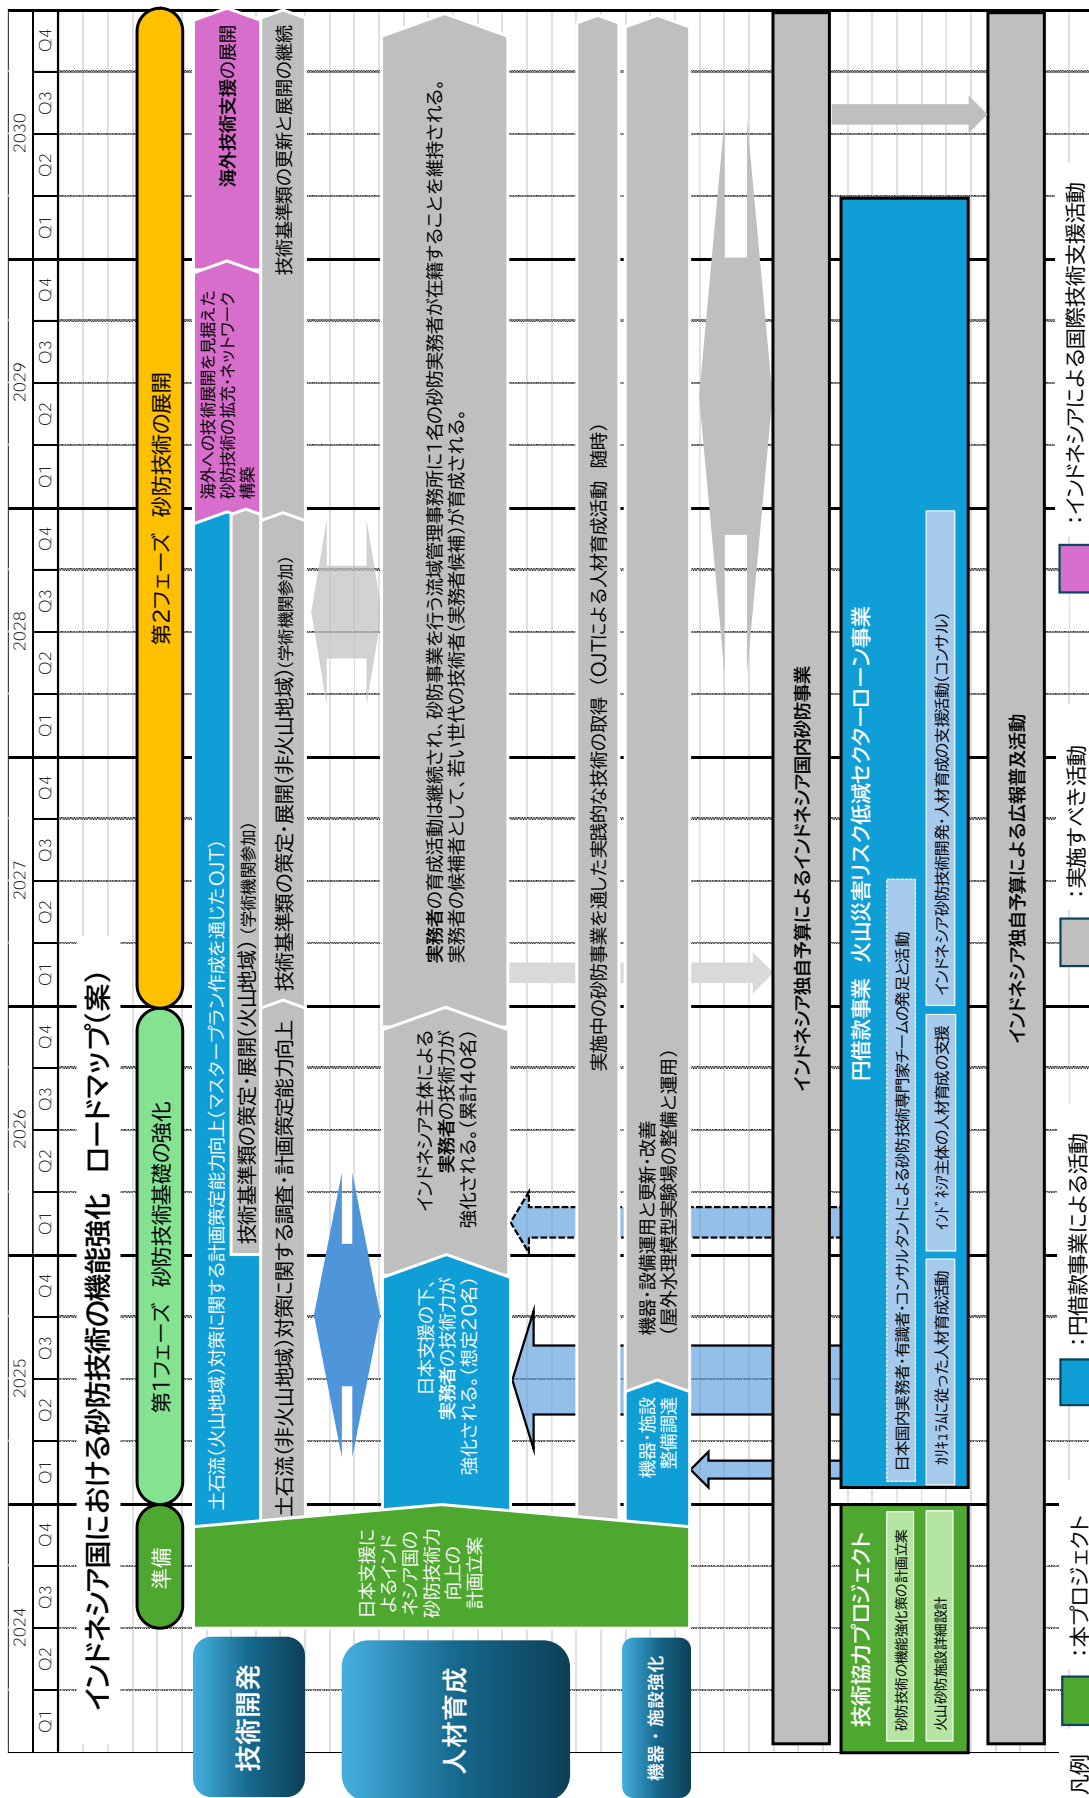 インドネシア国における砂防技術の機能強化　ロードマップ(案)
2024 2025 2026 2027 2028 2029 2030
Q1 Q2 Q3 Q4 Q1 Q2 Q3 Q4 Q1 Q2 Q3 Q4 Q1 Q2 Q3 Q4 Q1 Q2 Q3 Q4 Q1 Q2 Q3 Q4 Q1 Q2 Q3 Q4
準備
第1フェーズ　砂防技術基礎の強化
第2フェーズ　砂防技術の展開
技術開発
土石流(火山地域)対策に関する計画策定能力向上(マスタープラン作成を通じたOJT)
海外への技術展開を見据えた
砂防技術の拡充・ネットワーク
構築
海外技術支援の展開
技術基準類の策定・展開(火山地域)(学術機関参加)
土石流(非火山地域)対策に関する調査・計画策定能力向上
技術基準類の策定・展開(非火山地域)(学術機関参加)
技術基準類の更新と展開の継続
日本支援に
よるインド
ネシア国の
砂防技術力
向上の
計画立案
人材育成
日本支援の下、
実務者の技術力が
強化される。(想定20名)
インドネシア主体による
実務者の技術力が
強化される。(累計40名)
実務者の育成活動は継続され、砂防事業を行う流域管理事務所に1名の砂防実務者が在籍することを維持される。
実務者の候補者として、若い世代の技術者(実務者候補)が育成される。
実施中の砂防事業を通した実践的な技術の取得　(OJTによる人材育成活動　随時)
機器・施設強化
機器・施設
整備調達
機器・設備運用と更新・改善
(屋外水理模型実験場の整備と運用)
インドネシア独自予算によるインドネシア国内砂防事業
技術協力プロジェクト
砂防技術の機能強化策の計画立案
火山砂防施設詳細設計
円借款事業　火山災害リスク低減セクターローン事業
日本国内実務者・有識者・コンサルタントによる砂防技術専門家チームの発足と活動
カリキュラムに従った人材育成活動
インドネシア主体の人材育成の支援
インドネシア砂防技術開発・人材育成の支援活動(コンサル)
インドネシア独自予算による広報普及活動
凡例
：本プロジェクト
：円借款事業による活動
：実施すべき活動
：インドネシアによる国際技術支援活動